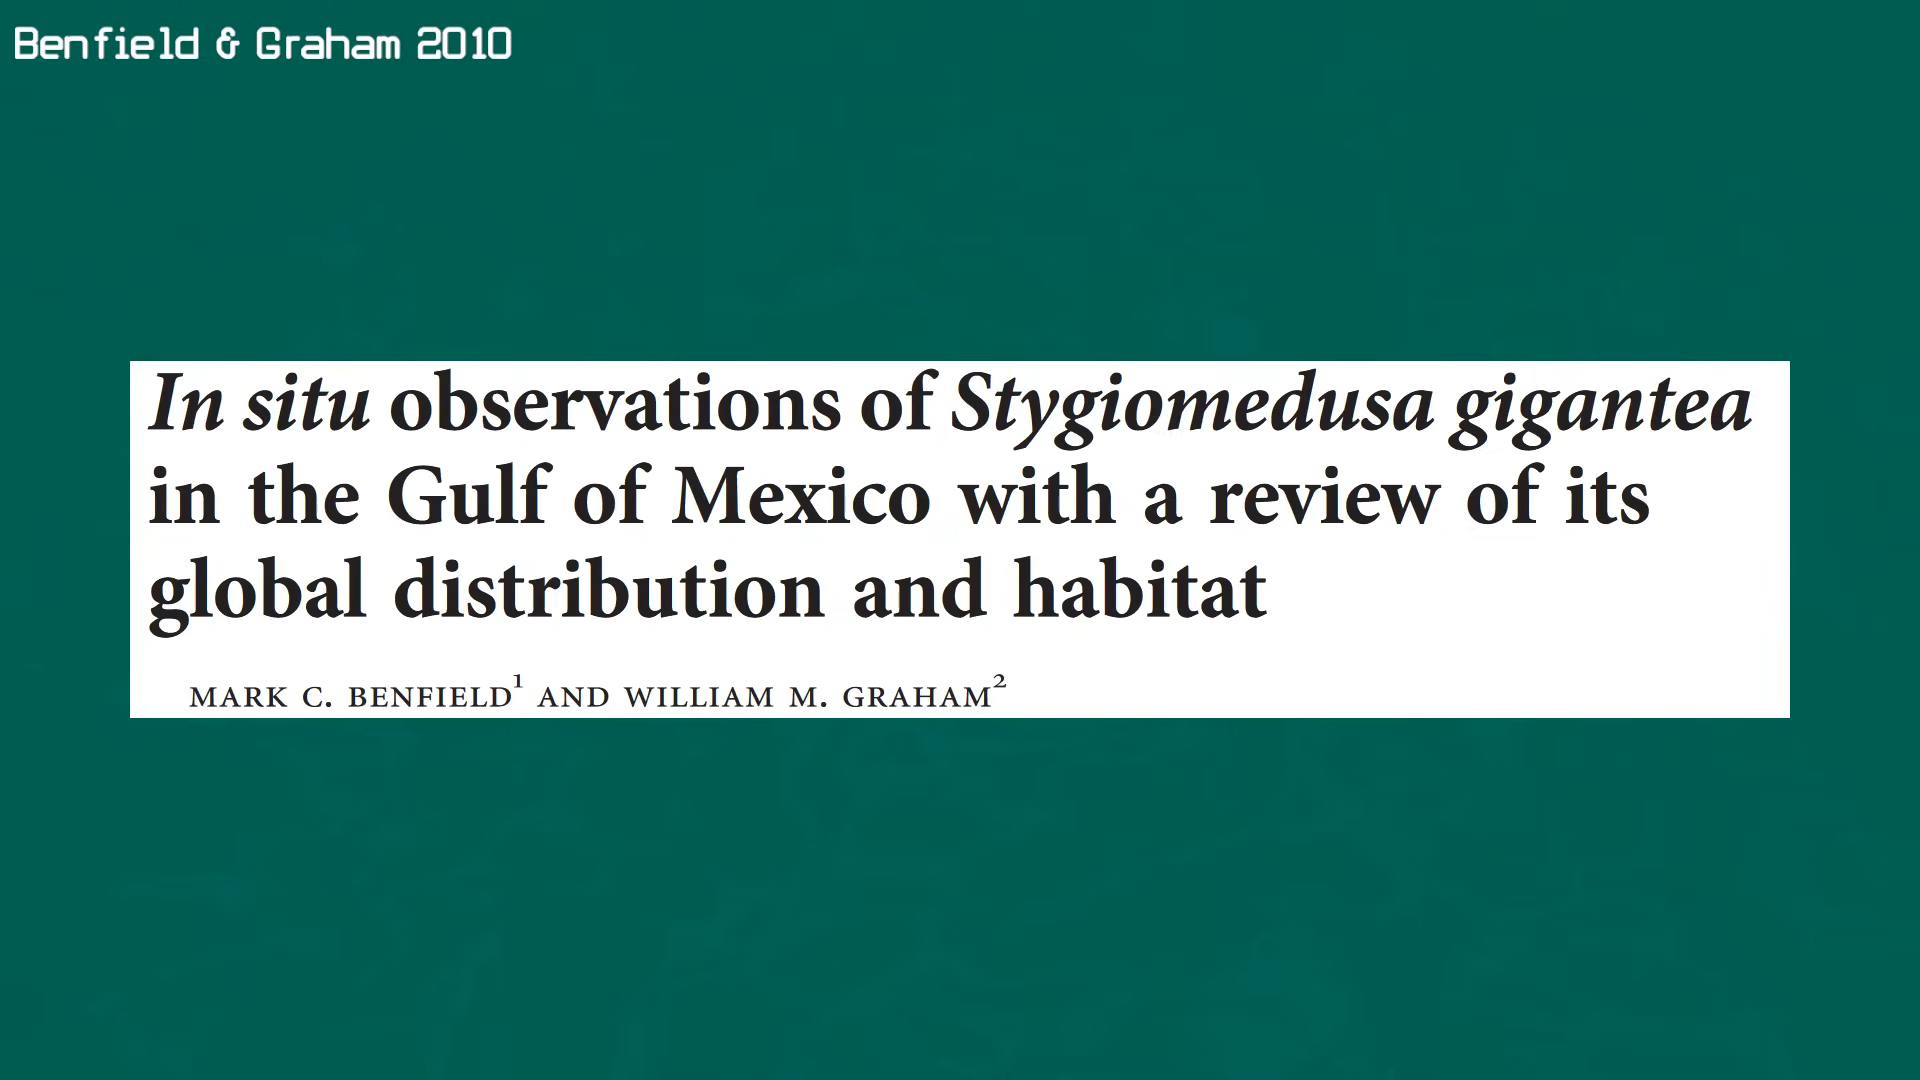 Benfield & Graham 2010
In situ observations of Stygiomedusa gigantea
in the Gulf of Mexico with a review of its
global distribution and habitat
MARK C. BENFIELD¹ AND WILLIAM M. GRAHAM²